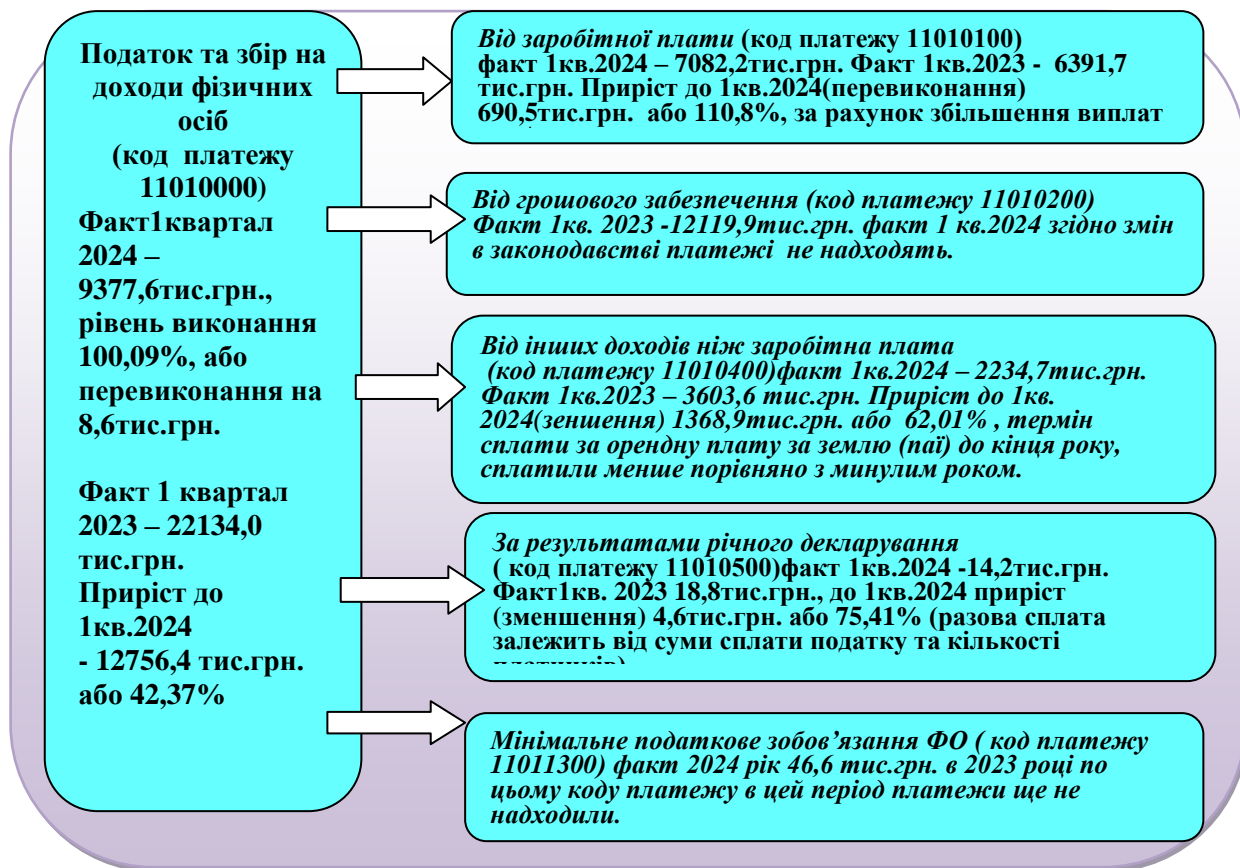 Податок та збір на
доходи фізичних
осіб
(код платежу
11010000)
Факт1квартал
2024 –
9377,6тис.грн.,
рівень виконання
100,09%, або
перевиконання на
8,6тис.грн.
Факт 1 квартал
2023 – 22134,0
тис.грн.
Приріст до
1кв.2024
- 12756,4 тис.грн.
або 42,37%
Від заробітної плати (код платежу 11010100)
факт 1кв.2024 – 7082,2тис.грн. Факт 1кв.2023 - 6391,7
тис.грн. Приріст до 1кв.2024(перевиконання)
690,5тис.грн. або 110,8%, за рахунок збільшення виплат
Від грошового забезпечення (код платежу 11010200)
Факт 1кв. 2023 -12119,9тис.грн. факт 1 кв.2024 згідно змін
в законодавстві платежі не надходять.
Від інших доходів ніж заробітна плата
(код платежу 11010400)факт 1кв.2024 – 2234,7тис.грн.
Факт 1кв.2023 – 3603,6 тис.грн. Приріст до 1кв.
2024(зеншення) 1368,9тис.грн. або 62,01% , термін
сплати за орендну плату за землю (паї) до кінця року,
сплатили менше порівняно з минулим роком.
За результатами річного декларування
( код платежу 11010500)факт 1кв.2024 -14,2тис.грн.
Факт1кв. 2023 18,8тис.грн., до 1кв.2024 приріст
(зменшення) 4,6тис.грн. або 75,41% (разова сплата
залежить від суми сплати податку та кількості
Мінімальне податкове зобов’язання ФО ( код платежу
11011300) факт 2024 рік 46,6 тис.грн. в 2023 році по
цьому коду платежу в цей період платежи ще не
надходили.